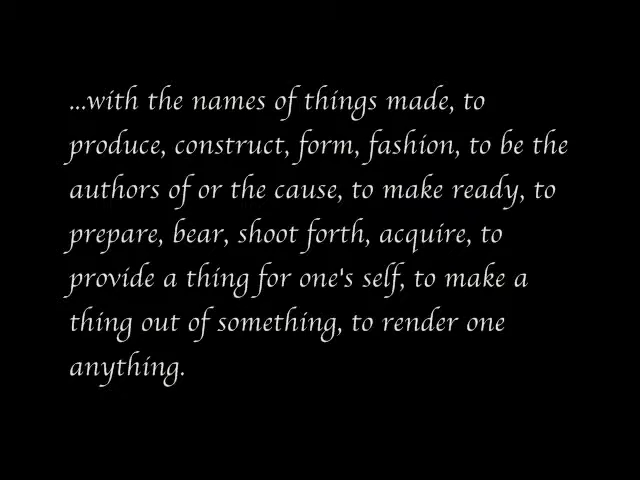 ...with the names of things made, to
produce, construct, form, fashion, to be the
authors of or the cause, to make ready, to
prepare, bear, shoot forth, acquire, to
provide a thing for one's self, to make a
thing out of something, to render one
anything.